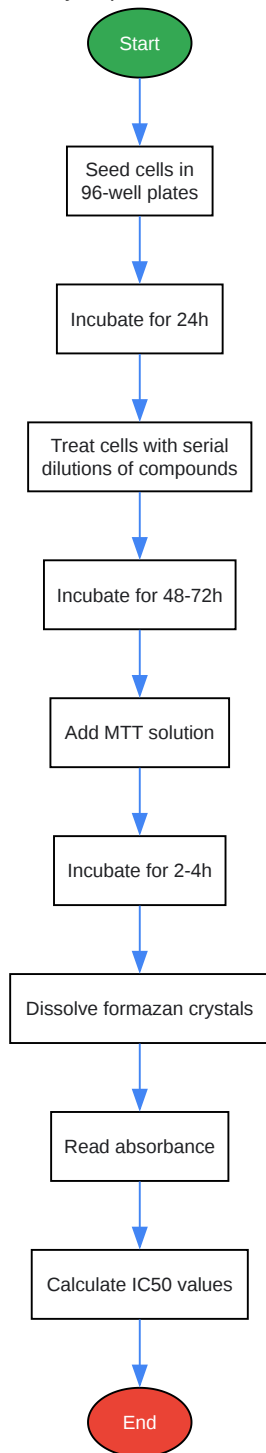 Start
Seed cells in
96-well plates
Incubate for 24h
Treat cells with serial
dilutions of compounds
Incubate for 48-72h
Add MTT solution
Incubate for 2-4h
Dissolve formazan crystals
Read absorbance
Calculate IC50 values
End